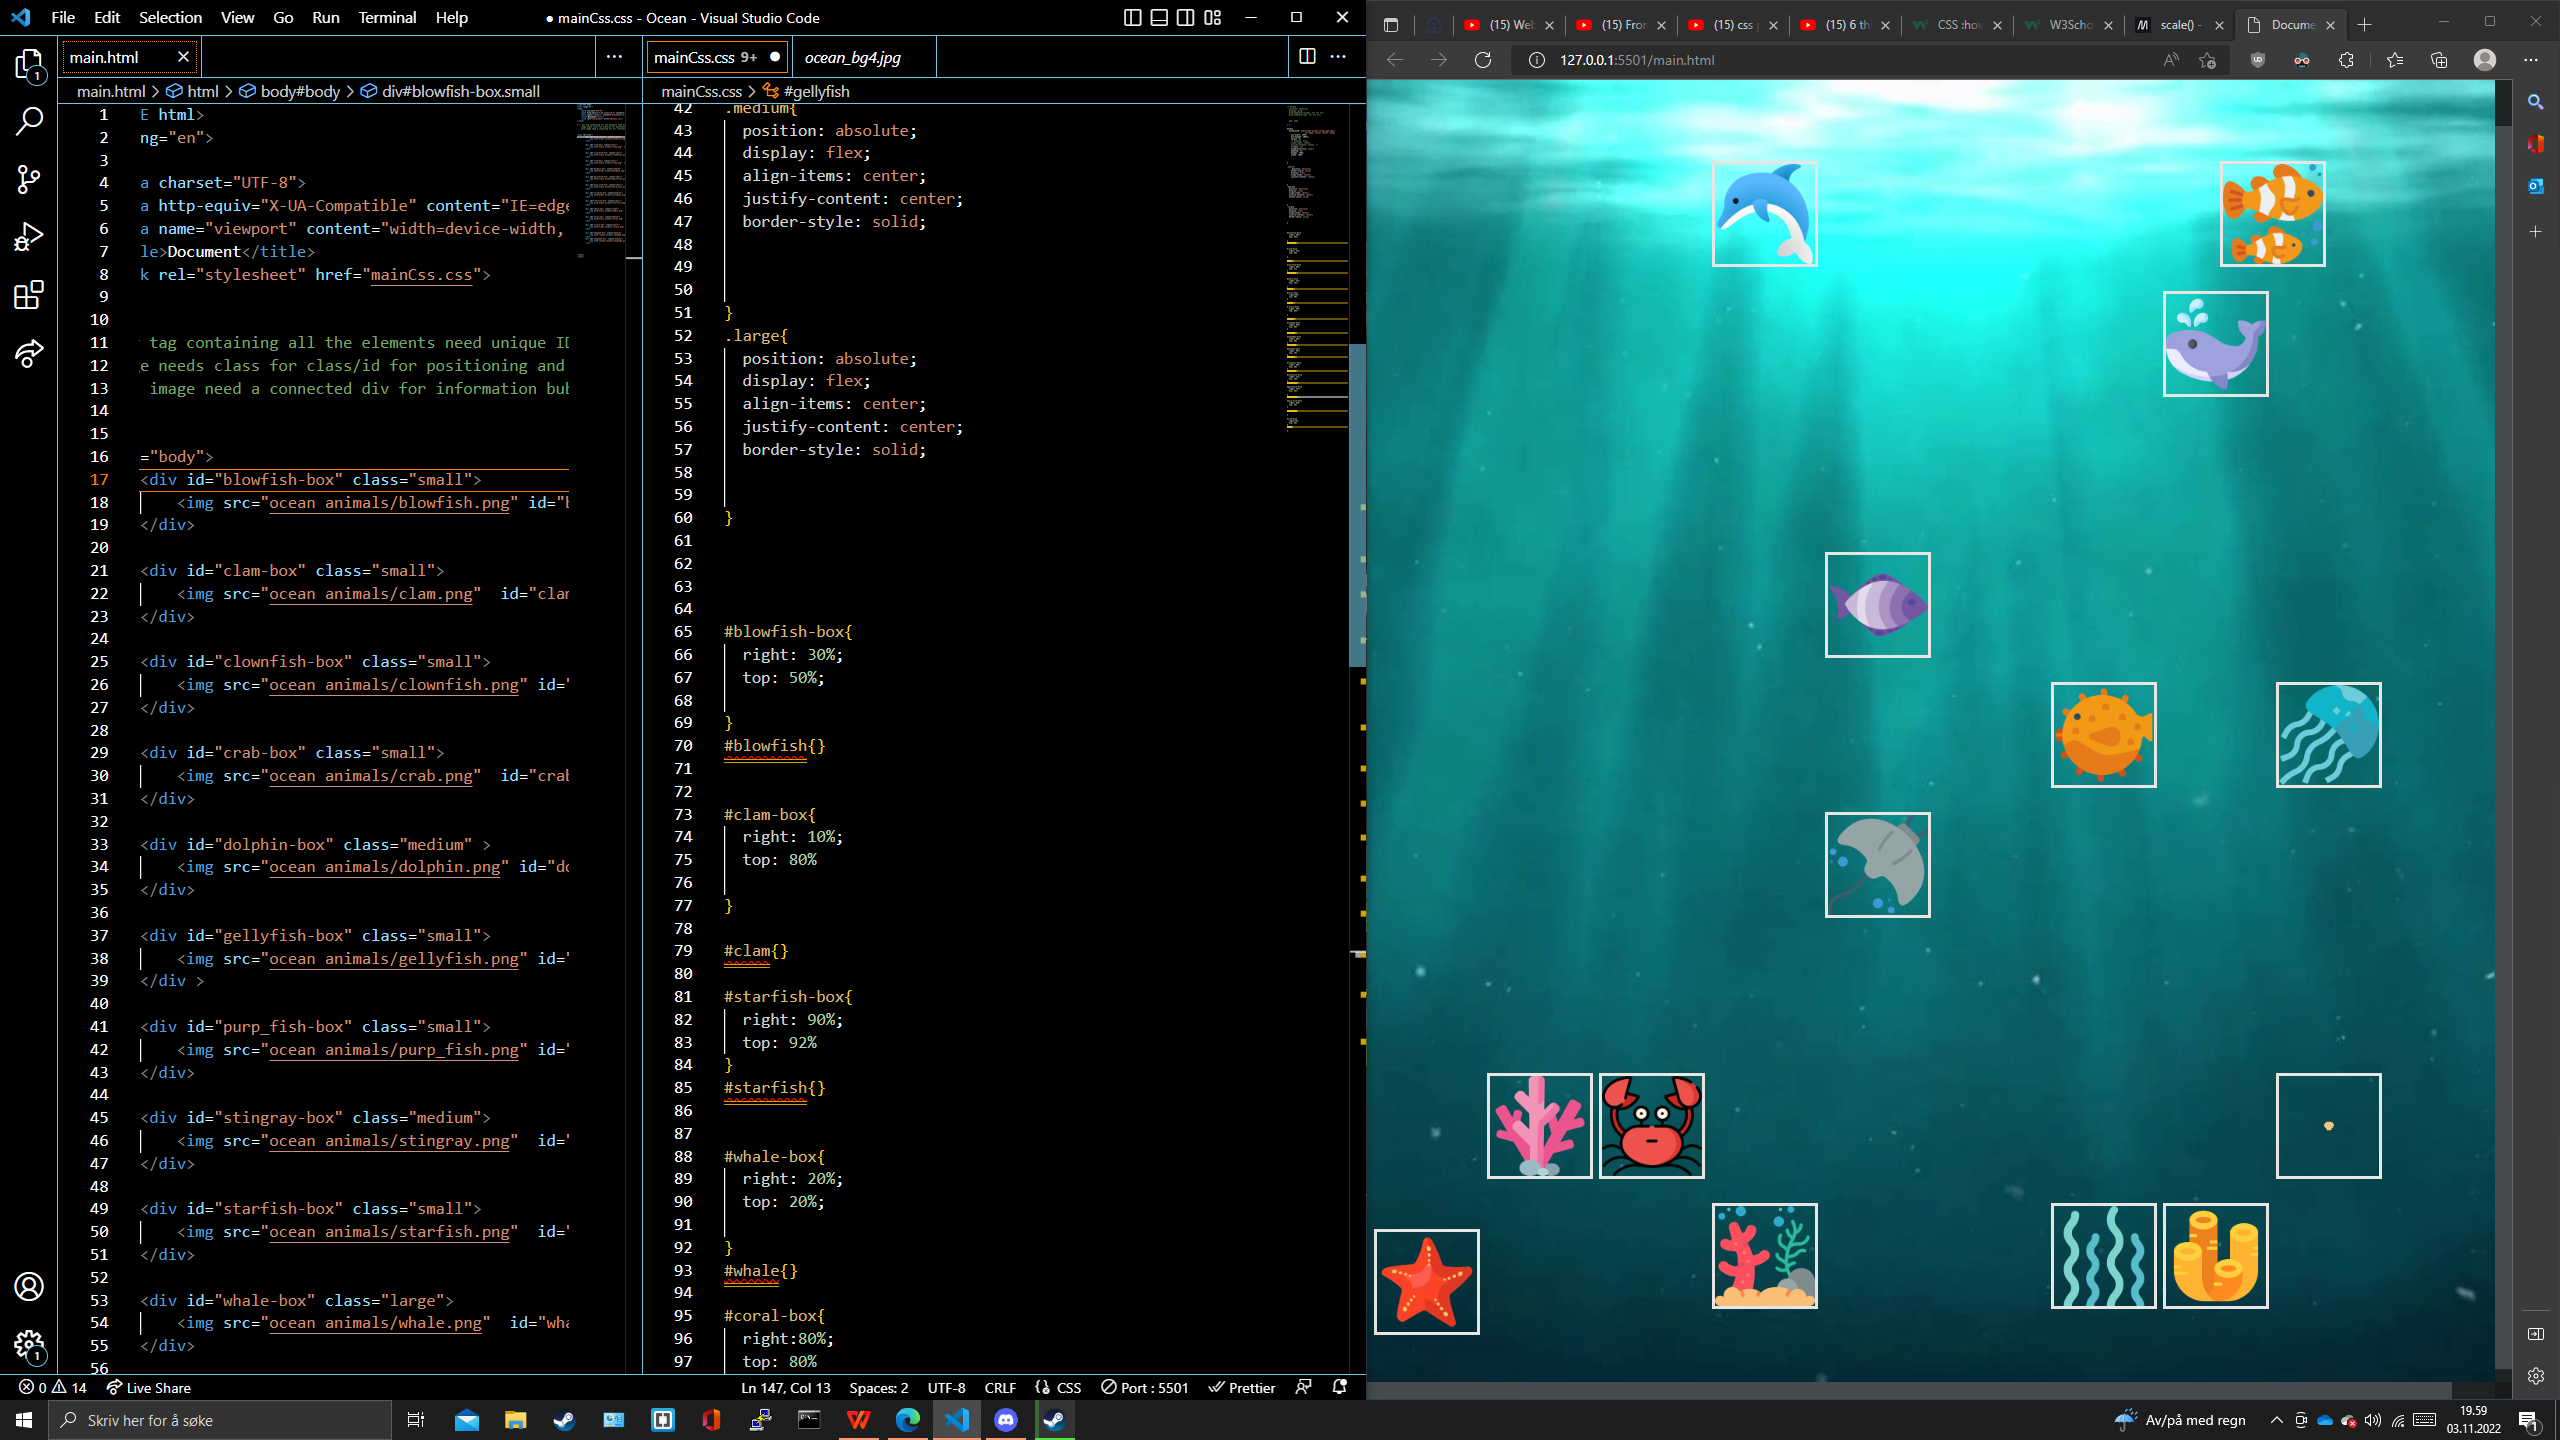 File Edit Selection View Go Run Terminal Help
● mainCss.css - Ocean - Visual Studio Code
main.html
mainCss.css 9+
ocean_bg4.jpg
main.html > html > body#body > div#blowfish-box.small
mainCss.css > #gellyfish
1 E html>
2 ng="en">
3
4 a charset="UTF-8">
5 a http-equiv="X-UA-Compatible" content="IE=edge
6 a name="viewport" content="width=device-width,
7 le>Document</title>
8 k rel="stylesheet" href="mainCss.css">
9
10
11 tag containing all the elements need unique ID
12 e needs class for class/id for positioning and
13 image need a connected div for information bub
14
15
16 ="body">
17 <div id="blowfish-box" class="small">
18 <img src="ocean animals/blowfish.png" id="b
19 </div>
20
21 <div id="clam-box" class="small">
22 <img src="ocean animals/clam.png"  id="clam
23 </div>
24
25 <div id="clownfish-box" class="small">
26 <img src="ocean animals/clownfish.png" id="
27 </div>
28
29 <div id="crab-box" class="small">
30 <img src="ocean animals/crab.png"  id="crab
31 </div>
32
33 <div id="dolphin-box" class="medium" >
34 <img src="ocean animals/dolphin.png" id="do
35 </div>
36
37 <div id="gellyfish-box" class="small">
38 <img src="ocean animals/gellyfish.png" id="
39 </div >
40
41 <div id="purp_fish-box" class="small">
42 <img src="ocean animals/purp_fish.png" id="
43 </div>
44
45 <div id="stingray-box" class="medium">
46 <img src="ocean animals/stingray.png"  id="
47 </div>
48
49 <div id="starfish-box" class="small">
50 <img src="ocean animals/starfish.png"  id="
51 </div>
52
53 <div id="whale-box" class="large">
54 <img src="ocean animals/whale.png"  id="wha
55 </div>
56
42 .medium{
43 position: absolute;
44 display: flex;
45 align-items: center;
46 justify-content: center;
47 border-style: solid;
48
49
50
51 }
52 .large{
53 position: absolute;
54 display: flex;
55 align-items: center;
56 justify-content: center;
57 border-style: solid;
58
59
60 }
61
62
63
64
65 #blowfish-box{
66 right: 30%;
67 top: 50%;
68
69 }
70 #blowfish{}
71
72
73 #clam-box{
74 right: 10%;
75 top: 80%
76
77 }
78
79 #clam{}
80
81 #starfish-box{
82 right: 90%;
83 top: 92%
84 }
85 #starfish{}
86
87
88 #whale-box{
89 right: 20%;
90 top: 20%;
91
92 }
93 #whale{}
94
95 #coral-box{
96 right:80%;
97 top: 80%
0 14 Live Share
Ln 147, Col 13 Spaces: 2 UTF-8 CRLF CSS Port : 5501 Prettier
(15) Web
(15) Fron
(15) css p
(15) 6 thi
CSS :hov
W3Scho
scale() -
Docume
127.0.0.1:5501/main.html
Skriv her for å søke
Av/på med regn
19.59
03.11.2022